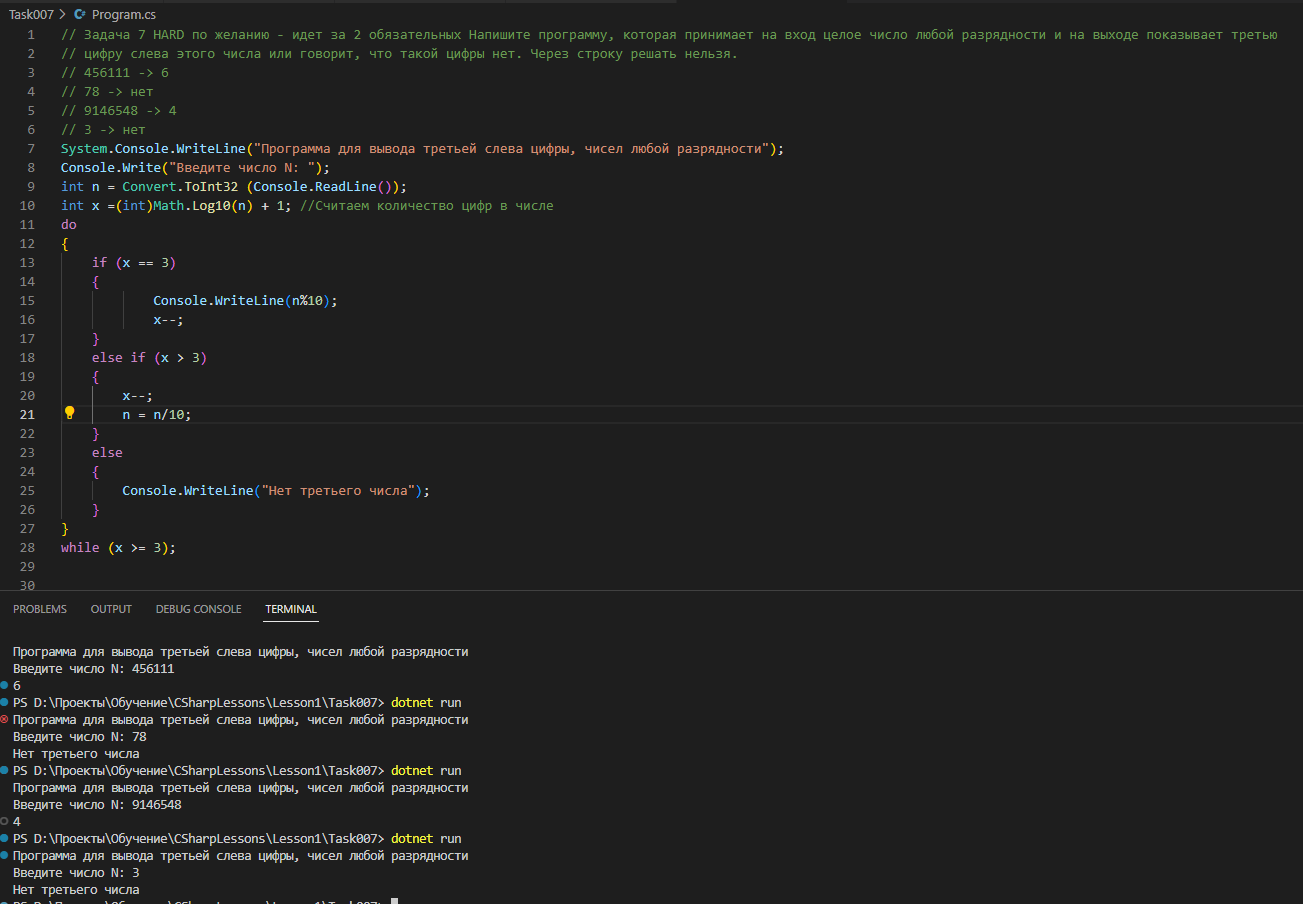 Task007 > C# Program.cs
1 // Задача 7 HARD по желанию - идет за 2 обязательных Напишите программу, которая принимает на вход целое число любой разрядности и на выходе показывает третью
2 // цифру слева этого числа или говорит, что такой цифры нет. Через строку решать нельзя.
3 // 456111 -> 6
4 // 78 -> нет
5 // 9146548 -> 4
6 // 3 -> нет
7 System.Console.WriteLine("Программа для вывода третьей слева цифры, чисел любой разрядности");
8 Console.Write("Введите число N: ");
9 int n = Convert.ToInt32 (Console.ReadLine());
10 int x =(int)Math.Log10(n) + 1; //Считаем количество цифр в числе
11 do
12 {
13 if (x == 3)
14 {
15 Console.WriteLine(n%10);
16 x--;
17 }
18 else if (x > 3)
19 {
20 x--;
21 n = n/10;
22 }
23 else
24 {
25 Console.WriteLine("Нет третьего числа");
26 }
27 }
28 while (x >= 3);
29
30
PROBLEMS OUTPUT DEBUG CONSOLE TERMINAL
Программа для вывода третьей слева цифры, чисел любой разрядности
Введите число N: 456111
6
PS D:\Проекты\Обучение\CSharpLessons\Lesson1\Task007> dotnet run
Программа для вывода третьей слева цифры, чисел любой разрядности
Введите число N: 78
Нет третьего числа
PS D:\Проекты\Обучение\CSharpLessons\Lesson1\Task007> dotnet run
Программа для вывода третьей слева цифры, чисел любой разрядности
Введите число N: 9146548
4
PS D:\Проекты\Обучение\CSharpLessons\Lesson1\Task007> dotnet run
Программа для вывода третьей слева цифры, чисел любой разрядности
Введите число N: 3
Нет третьего числа